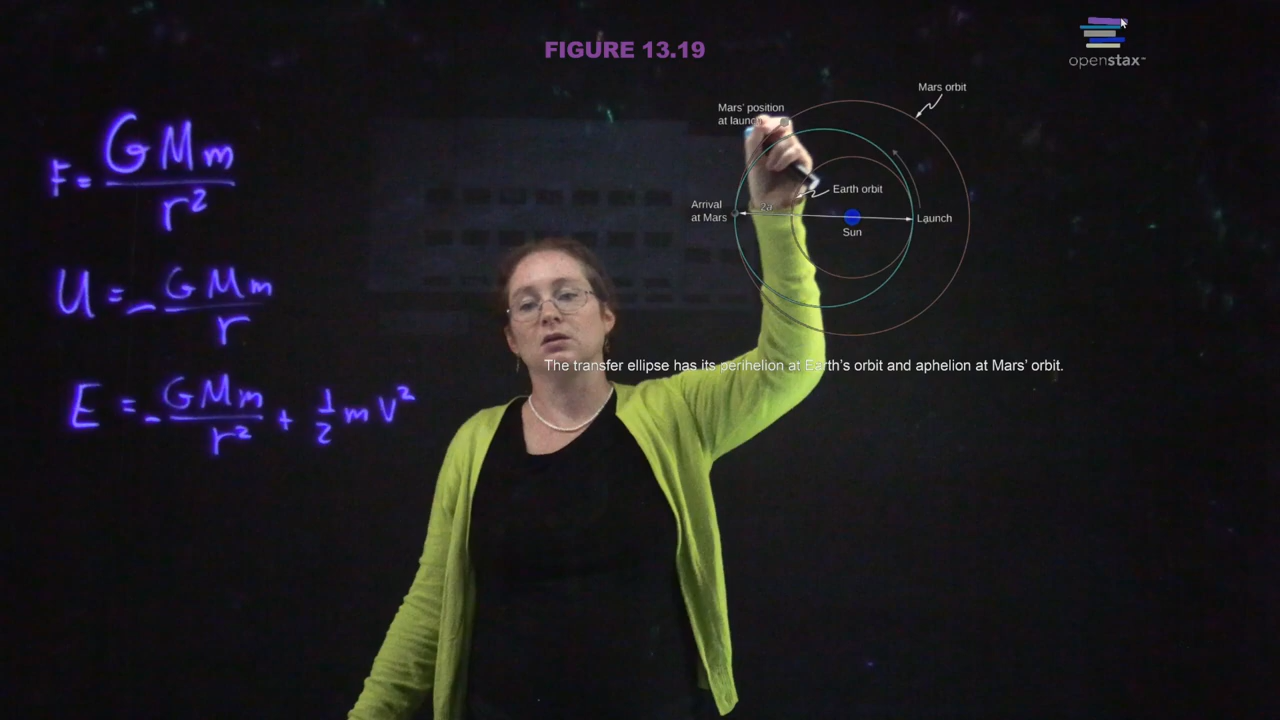 FIGURE 13.19
openstax™
F = GMm / r²
U = - GMm / r
E = - GMm / r² + 1/2 mv²
Mars orbit
Mars' position
at launch
Earth orbit
2a
Arrival
at Mars
Launch
Sun
The transfer ellipse has its perihelion at Earth's orbit and aphelion at Mars' orbit.